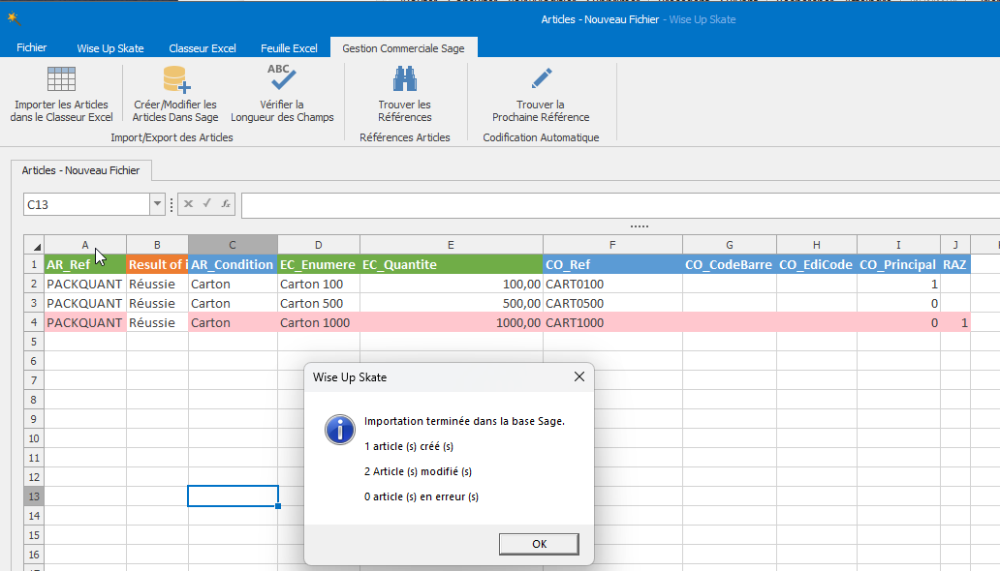 Articles - Nouveau Fichier - Wise Up Skate
Fichier Wise Up Skate Classeur Excel Feuille Excel Gestion Commerciale Sage
ABC
Importer les Articles Créer/Modifier les Vérifier la Trouver les Trouver la
dans le Classeur Excel Articles Dans Sage Longueur des Champs Références Prochaine Référence
Import/Export des Articles Références Articles Codification Automatique
Articles - Nouveau Fichier
C13 fx
A B C D E F G H I J
1 AR_Ref Result of i AR_Condition EC_Enumere EC_Quantite CO_Ref CO_CodeBarre CO_EdiCode CO_Principal RAZ
2 PACKQUANT Réussie Carton Carton 100 100,00 CART0100 1
3 PACKQUANT Réussie Carton Carton 500 500,00 CART0500 0
4 PACKQUANT Réussie Carton Carton 1000 1000,00 CART1000 0 1
5
6
7
8
9
10
11
12
13
14
15
16
Wise Up Skate
Importation terminée dans la base Sage.
1 article (s) créé (s)
2 Article (s) modifié (s)
0 article (s) en erreur (s)
OK